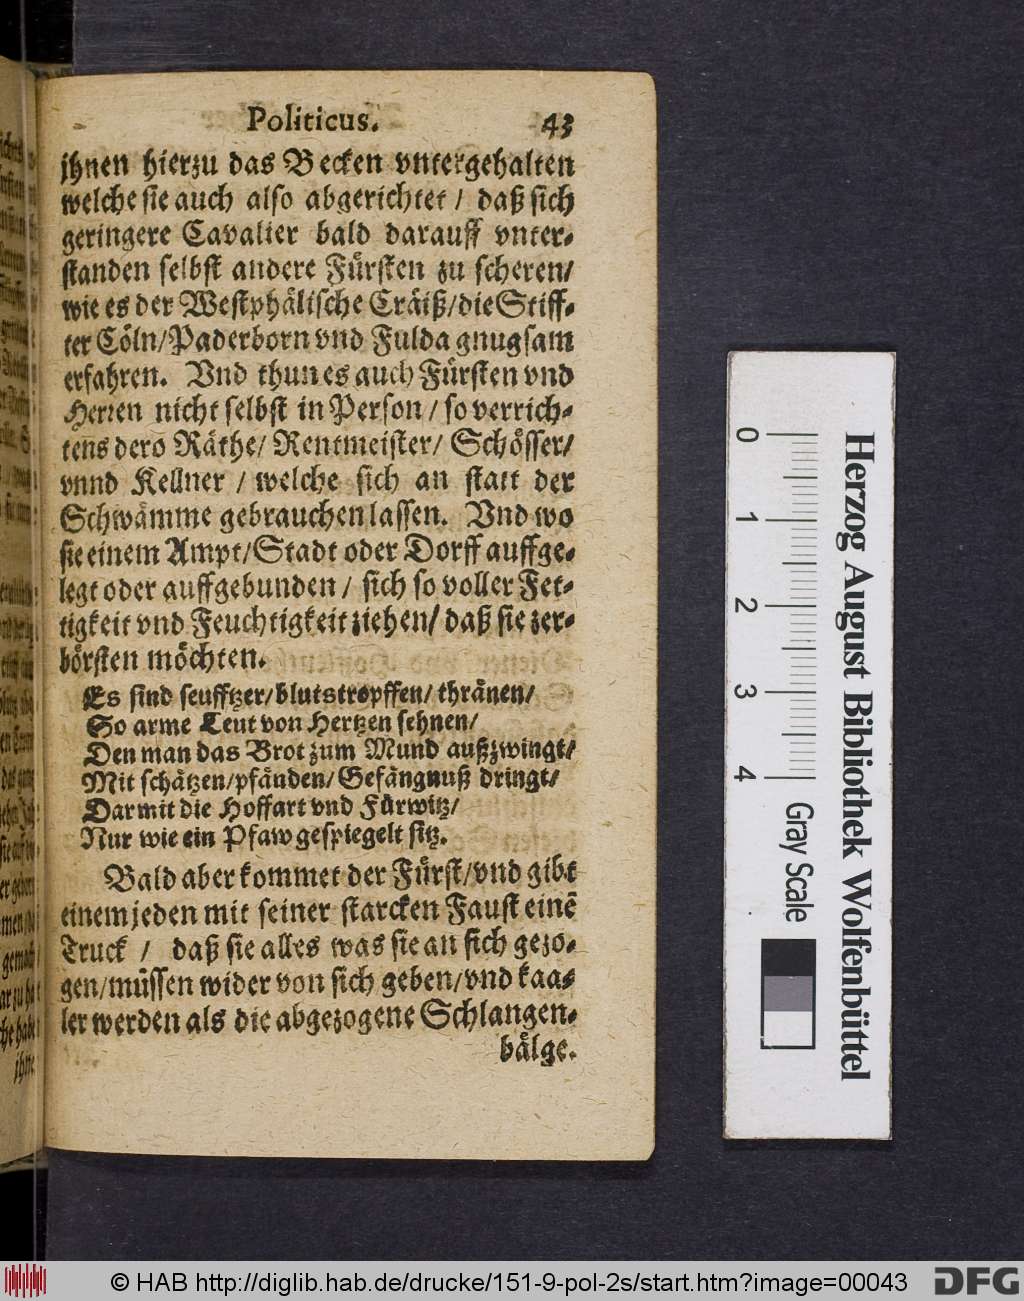 Politicus. 43
jhnen hierzu das Becken vntergehalten
welche sie auch also abgerichtet / daß sich
geringere Cavalier bald darauff vnter-
standen selbst andere Fürsten zu scheren/
wie es der Westphälische Cräiß/die Stiff-
ter Cöln/Paderborn vnd Fulda gnugsam
erfahren. Vnd thun es auch Fürsten vnd
Herren nicht selbst in Person / so verrich-
tens dero Räthe/ Rentmeister/ Schösser/
vnnd Kellner / welche sich an statt der
Schwämme gebrauchen lassen. Vnd wo
sie einem Ampt/Stadt oder Dorff auffge-
legt oder auffgebunden / sich so voller Fet-
tigkeit vnd Feuchtigkeit ziehen/ daß sie zer-
börsten möchten.
Es sind seufftzer/blutstropffen/ thränen/
So arme Leut von Hertzen sehnen/
Den man das Brot zum Mund außzwingt/
Mit schätzen/pfänden/ Gefängnuß dringt/
Darmit die Hoffart vnd Fürwitz/
Nur wie ein Pfaw gespiegelt sitz.
Bald aber kommet der Fürst/vnd gibt
einem jeden mit seiner starcken Faust einē
Truck / daß sie alles was sie an sich gezo-
gen/müssen wider von sich geben/vnd kaa-
ler werden als die abgezogene Schlangen-
bälge.
0 1 2 3 4
Gray Scale
Herzog August Bibliothek Wolfenbüttel
© HAB http://diglib.hab.de/drucke/151-9-pol-2s/start.htm?image=00043
DFG